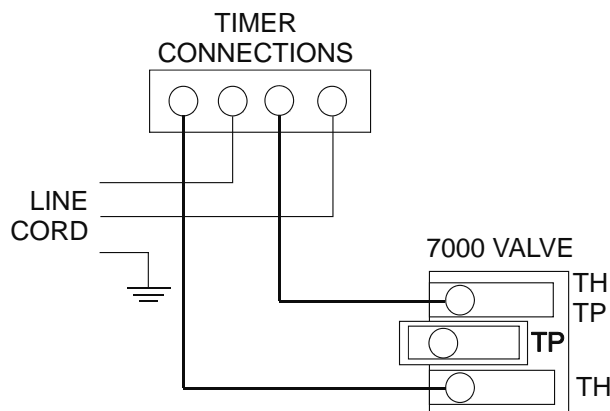 TIMER
CONNECTIONS
LINE
CORD
7000 VALVE
TH
TP
TP
TH